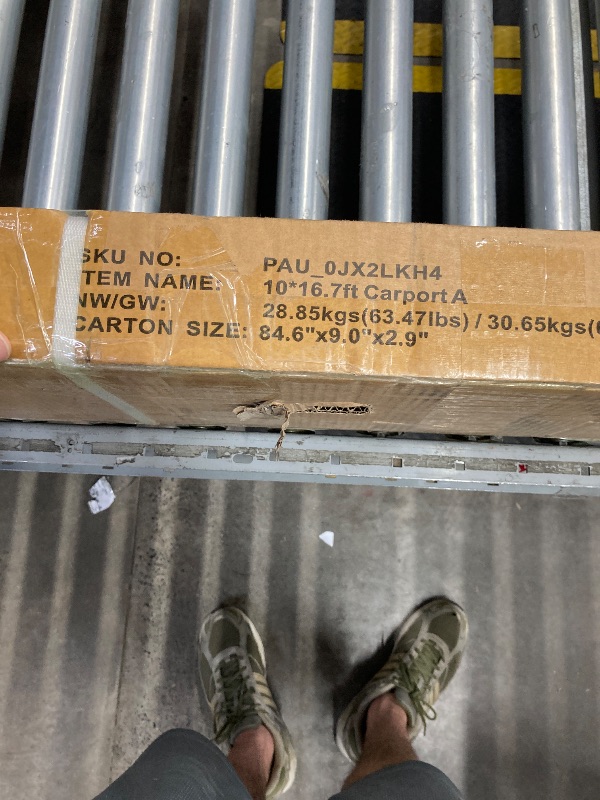 SKU NO: PAU_0JX2LKH4
ITEM NAME: 10*16.7ft Carport A
NW/GW: 28.85kgs(63.47lbs) / 30.65kgs(
CARTON SIZE: 84.6"x9.0"x2.9"